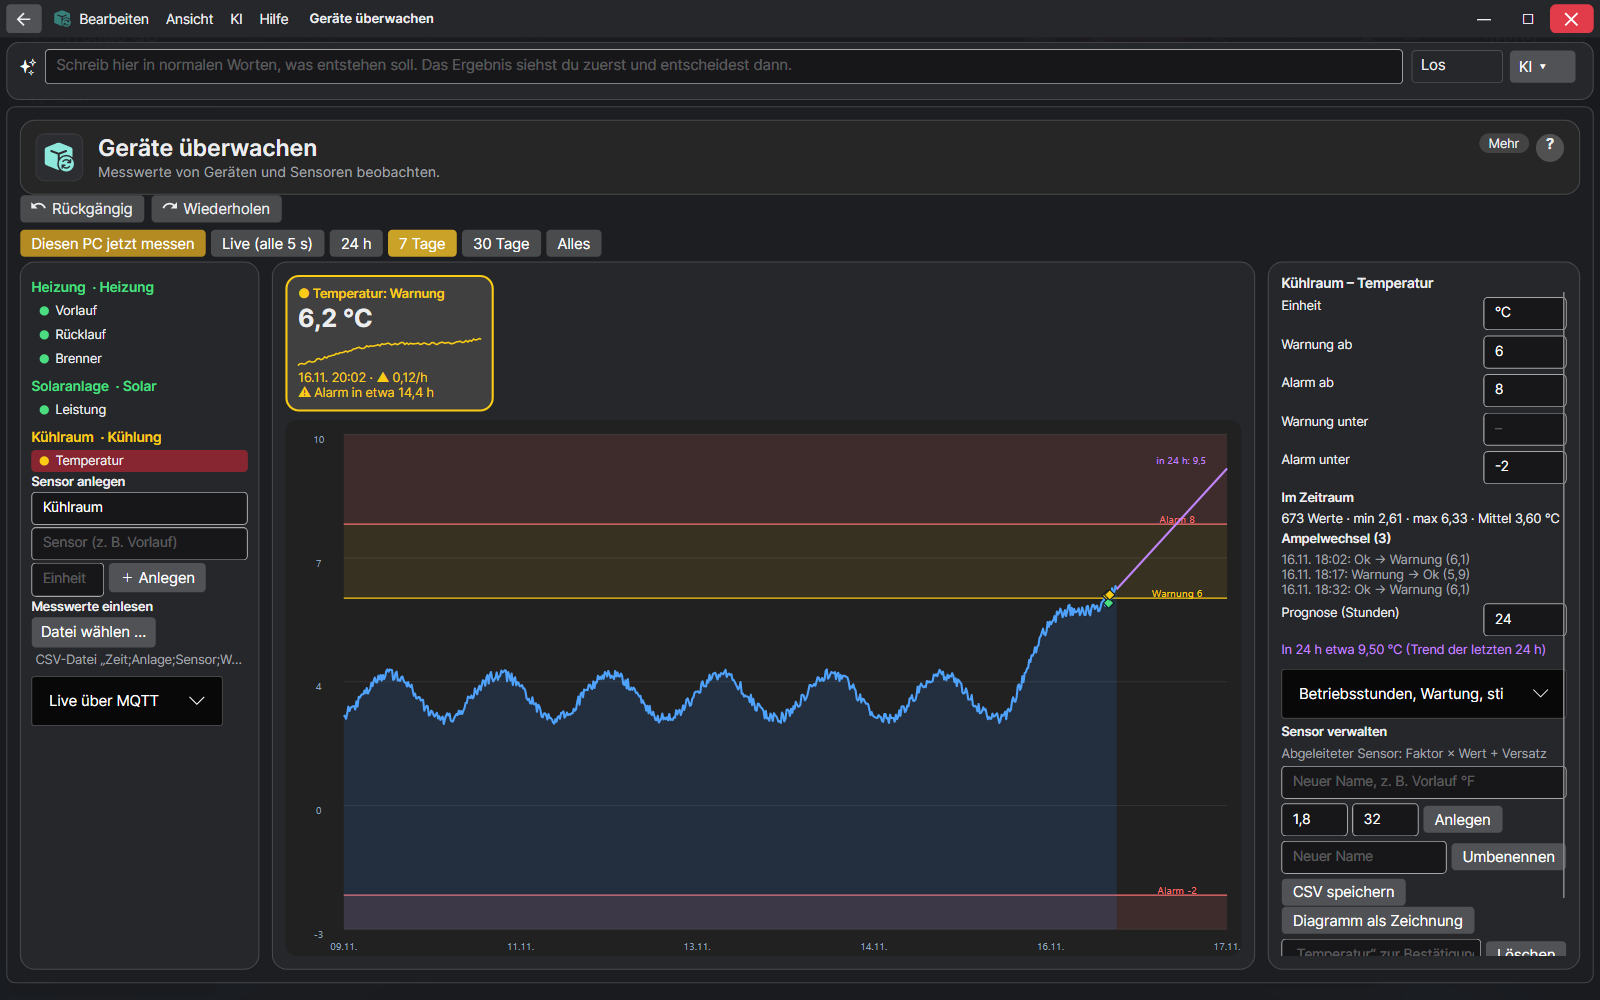 Bearbeiten Ansicht KI Hilfe Geräte überwachen
Schreib hier in normalen Worten, was entstehen soll. Das Ergebnis siehst du zuerst und entscheidest dann.
Los
KI ▾
Geräte überwachen
Messwerte von Geräten und Sensoren beobachten.
Mehr
?
Rückgängig
Wiederholen
Diesen PC jetzt messen
Live (alle 5 s)
24 h
7 Tage
30 Tage
Alles
Heizung · Heizung
Vorlauf
Rücklauf
Brenner
Solaranlage · Solar
Leistung
Kühlraum · Kühlung
Temperatur
Sensor anlegen
Kühlraum
Sensor (z. B. Vorlauf)
Einheit
+ Anlegen
Messwerte einlesen
Datei wählen ...
CSV-Datei „Zeit;Anlage;Sensor;W...
Live über MQTT
Temperatur: Warnung
6,2 °C
16.11. 20:02 · ▲ 0,12/h
⚠ Alarm in etwa 14,4 h
10
7
4
0
-3
in 24 h: 9,5
Alarm 8
Warnung 6
Alarm -2
09.11.
11.11.
13.11.
14.11.
16.11.
17.11.
Kühlraum – Temperatur
Einheit
°C
Warnung ab
6
Alarm ab
8
Warnung unter
–
Alarm unter
-2
Im Zeitraum
673 Werte · min 2,61 · max 6,33 · Mittel 3,60 °C
Ampelwechsel (3)
16.11. 18:02: Ok → Warnung (6,1)
16.11. 18:17: Warnung → Ok (5,9)
16.11. 18:32: Ok → Warnung (6,1)
Prognose (Stunden)
24
In 24 h etwa 9,50 °C (Trend der letzten 24 h)
Betriebsstunden, Wartung, sti
Sensor verwalten
Abgeleiteter Sensor: Faktor × Wert + Versatz
Neuer Name, z. B. Vorlauf °F
1,8
32
Anlegen
Neuer Name
Umbenennen
CSV speichern
Diagramm als Zeichnung
„Temperatur“ zur Bestätigung
Löschen